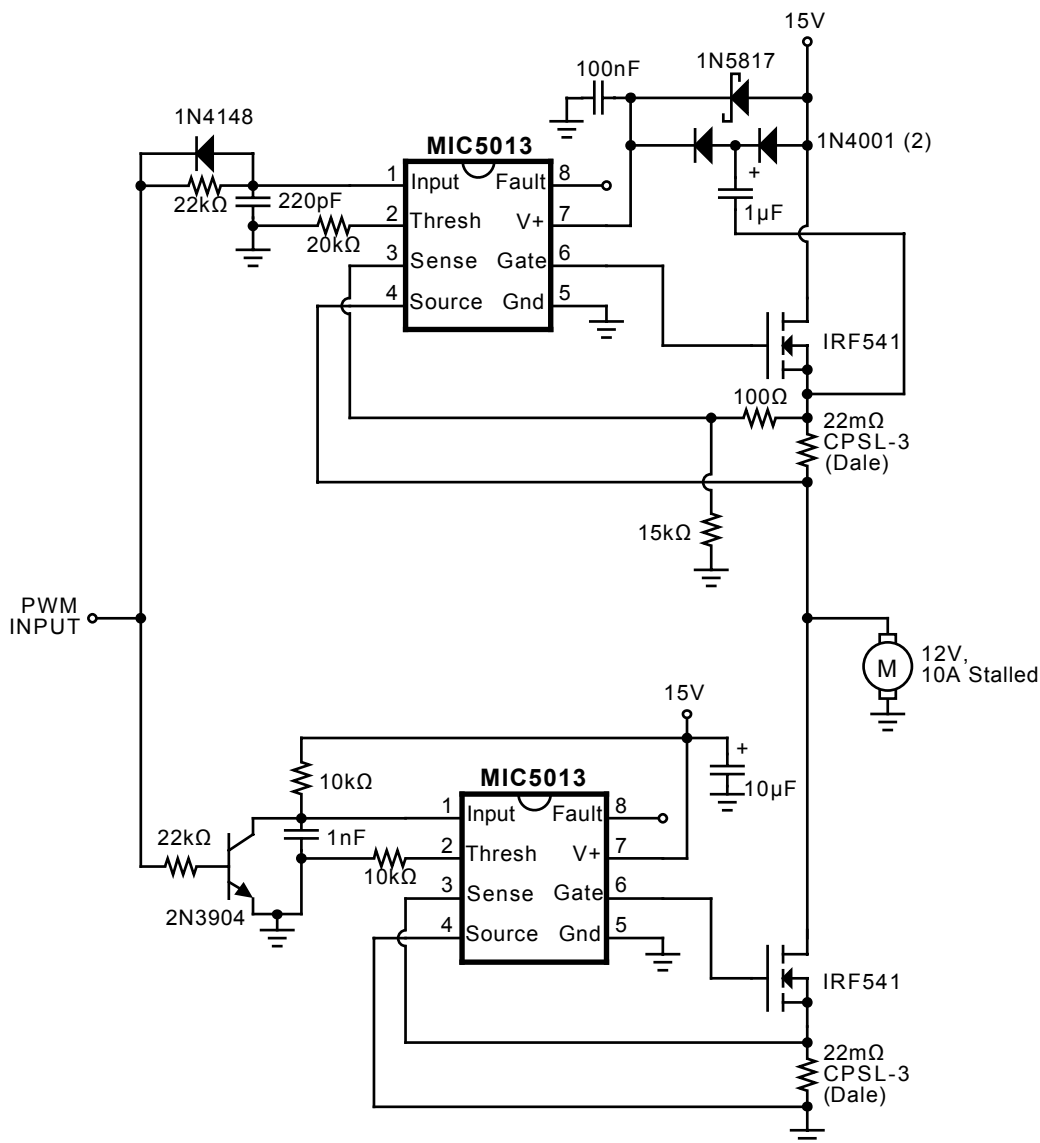 15V
100nF
1N5817
1N4148
MIC5013
1N4001 (2)
22kΩ
220pF
20kΩ
1 Input Fault 8
2 Thresh V+ 7
3 Sense Gate 6
4 Source Gnd 5
+
1µF
IRF541
100Ω
22mΩ
CPSL-3
(Dale)
15kΩ
PWM
INPUT
M
12V,
10A Stalled
15V
10kΩ
MIC5013
+
10µF
22kΩ
1nF
10kΩ
2N3904
1 Input Fault 8
2 Thresh V+ 7
3 Sense Gate 6
4 Source Gnd 5
IRF541
22mΩ
CPSL-3
(Dale)